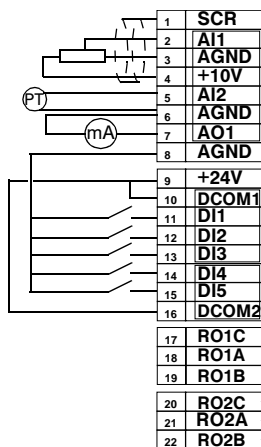 1 SCR
2 AI1
3 AGND
4 +10V
PT 5 AI2
6 AGND
mA 7 AO1
8 AGND
9 +24V
10 DCOM1
11 DI1
12 DI2
13 DI3
14 DI4
15 DI5
16 DCOM2
17 RO1C
18 RO1A
19 RO1B
20 RO2C
21 RO2A
22 RO2B